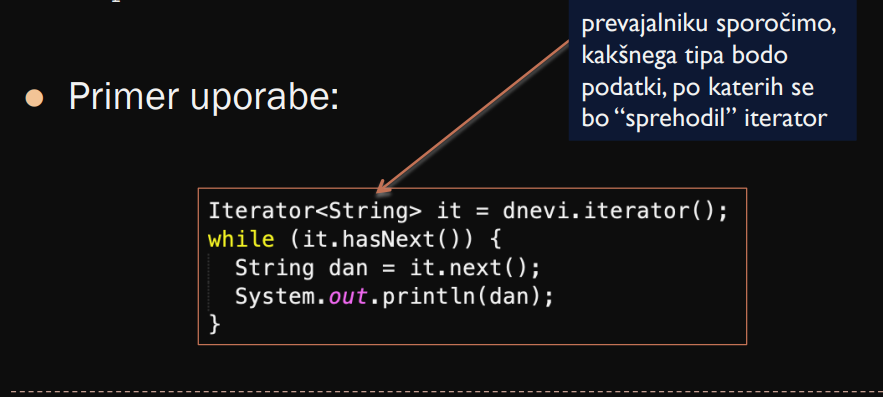 prevajalniku sporočimo,
kakšnega tipa bodo
podatki, po katerih se
bo “sprehodil” iterator
● Primer uporabe:
Iterator<String> it = dnevi.iterator();
while (it.hasNext()) {
  String dan = it.next();
  System.out.println(dan);
}